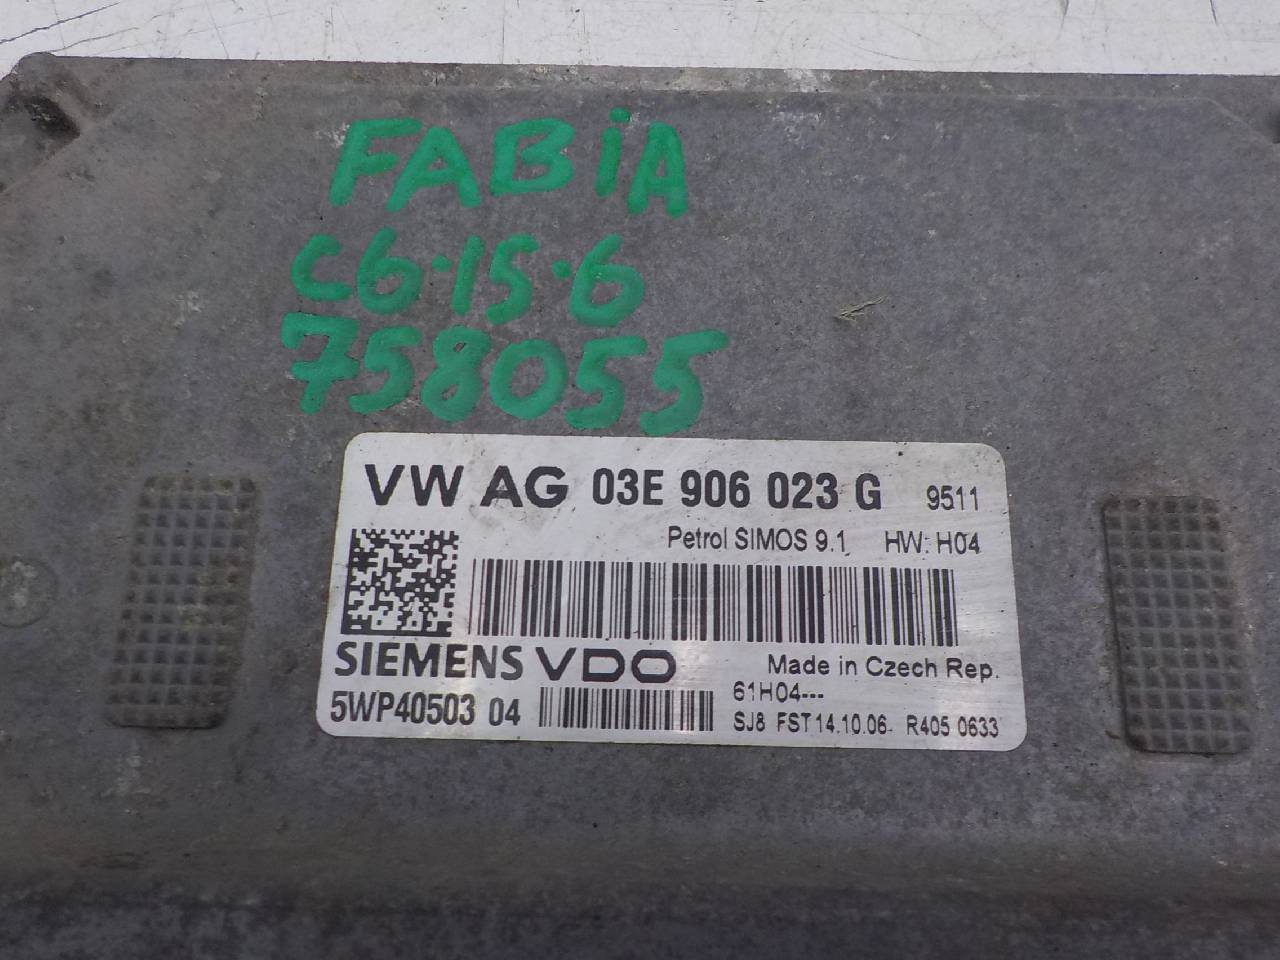 FABiA
C6·15·6
758055
VW AG 03E 906 023 G 9511
Petrol SIMOS 9.1 HW: H04
SIEMENS VDO Made in Czech Rep.
5WP40503 04 61H04---
SJ8 FST 14.10.06- R405 0633